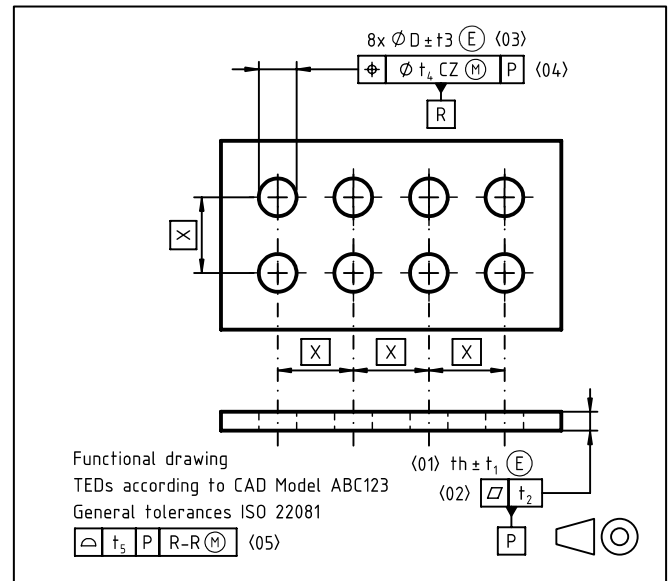 8x ⌀ D ± t3 Ⓔ ⟨03⟩
⌖ ⌀ t₄ CZ Ⓜ P ⟨04⟩
R
X
X X X
⟨01⟩ th ± t₁ Ⓔ
⟨02⟩ ⏥ t₂
P
Functional drawing
TEDs according to CAD Model ABC123
General tolerances ISO 22081
⌓ t₅ P R-R Ⓜ ⟨05⟩